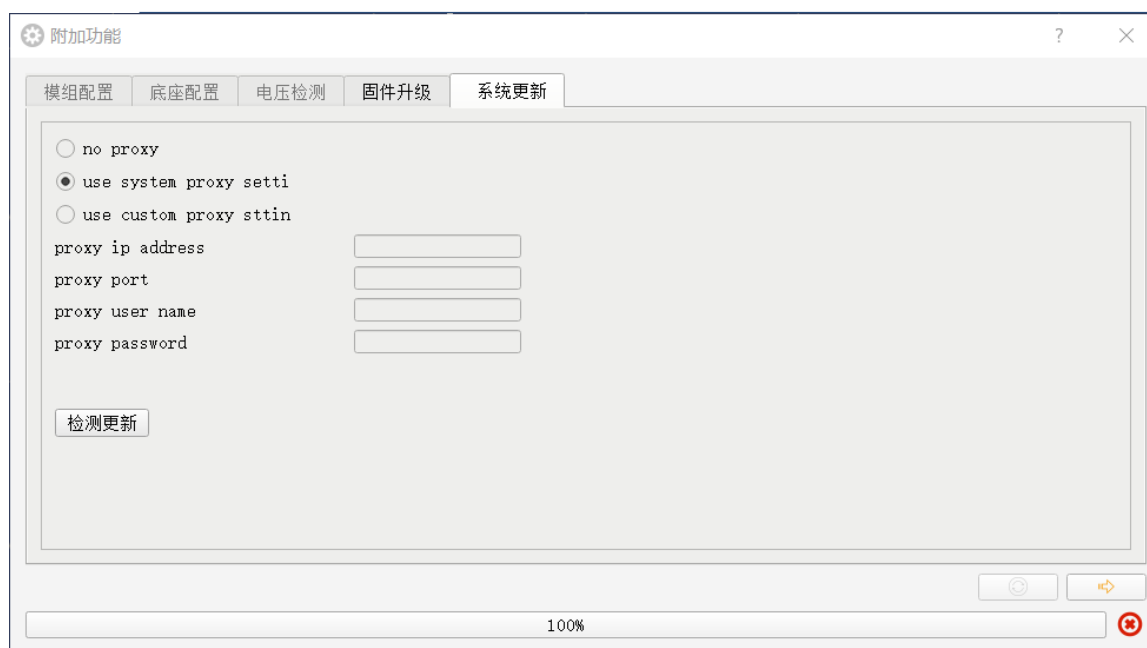 附加功能
?
模组配置 底座配置 电压检测 固件升级 系统更新
no proxy
use system proxy setti
use custom proxy sttin
proxy ip address
proxy port
proxy user name
proxy password
检测更新
100%